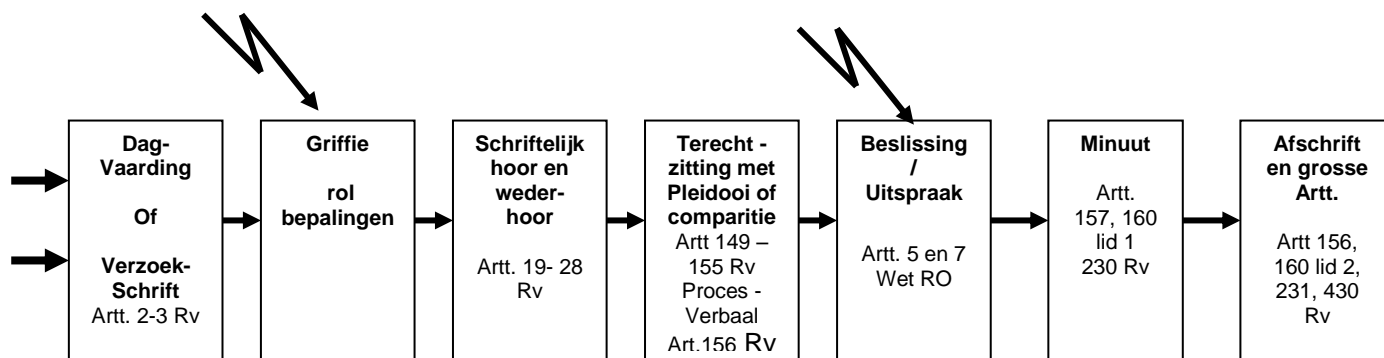 Dag-
Vaarding
Of
Verzoek-
Schrift
Artt. 2-3 Rv
Griffie
rol
bepalingen
Schriftelijk
hoor en
weder-
hoor
Artt. 19- 28
Rv
Terecht -
zitting met
Pleidooi of
comparitie
Artt 149 –
155 Rv
Proces -
Verbaal
Art.156 Rv
Beslissing
/
Uitspraak
Artt. 5 en 7
Wet RO
Minuut
Artt.
157, 160
lid 1
230 Rv
Afschrift
en grosse
Artt.
Artt 156,
160 lid 2,
231, 430
Rv